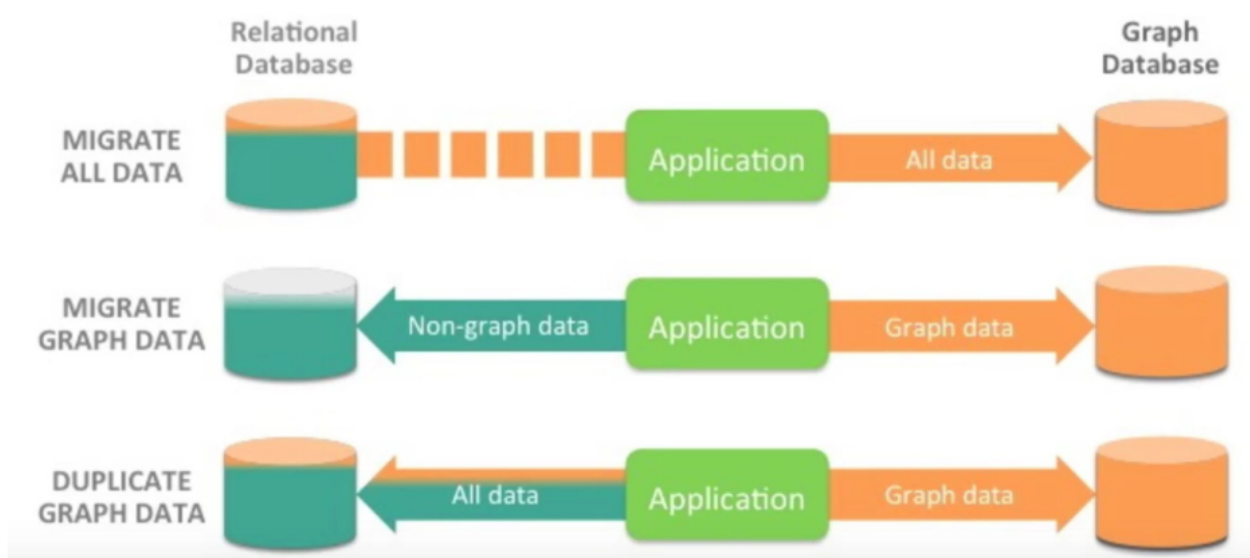 Relational
Database
Graph
Database
MIGRATE
ALL DATA
Application
All data
MIGRATE
GRAPH DATA
Non-graph data
Application
Graph data
DUPLICATE
GRAPH DATA
All data
Application
Graph data